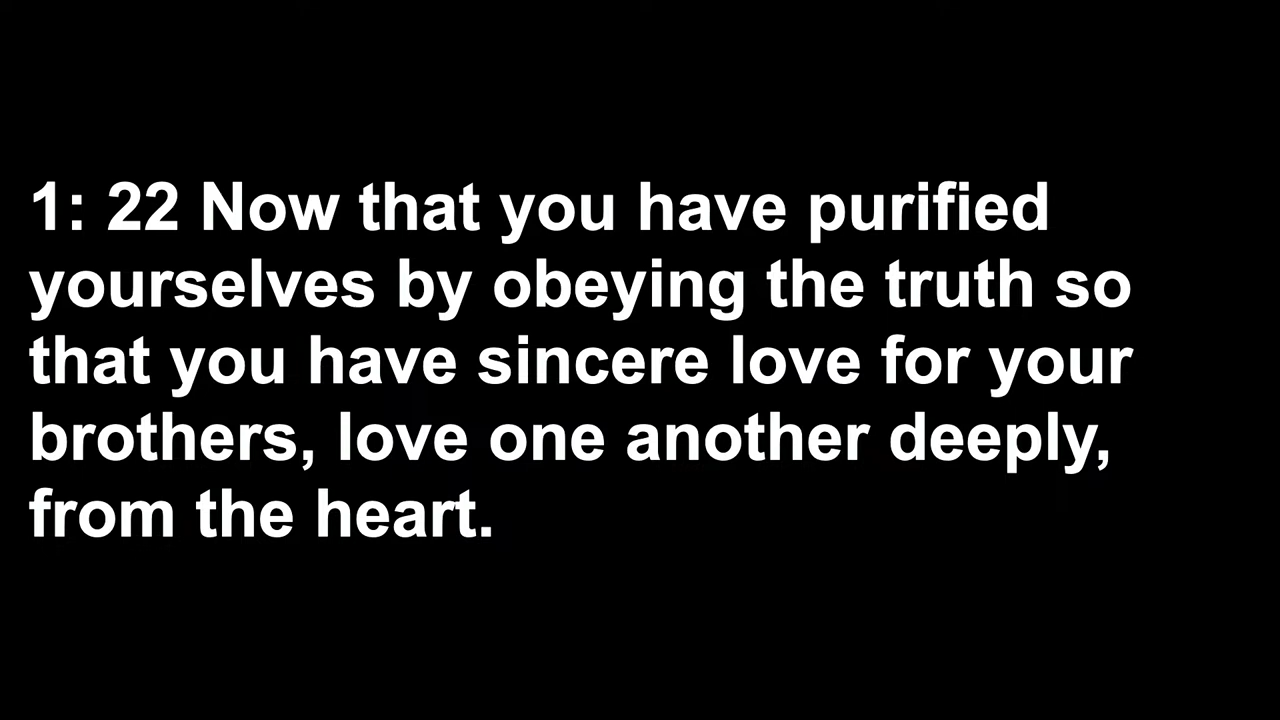 1: 22 Now that you have purified
yourselves by obeying the truth so
that you have sincere love for your
brothers, love one another deeply,
from the heart.